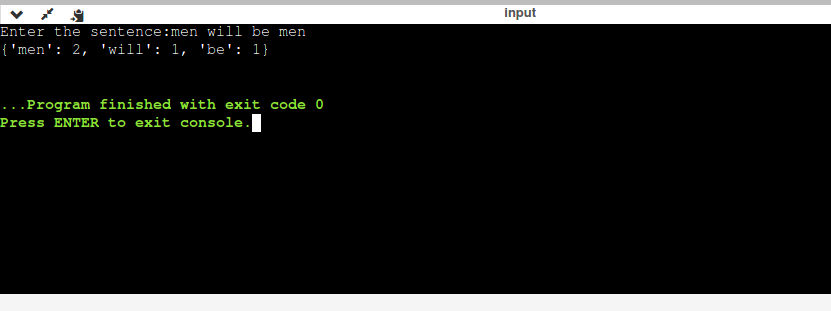 input
Enter the sentence:men will be men
{'men': 2, 'will': 1, 'be': 1}
...Program finished with exit code 0
Press ENTER to exit console.